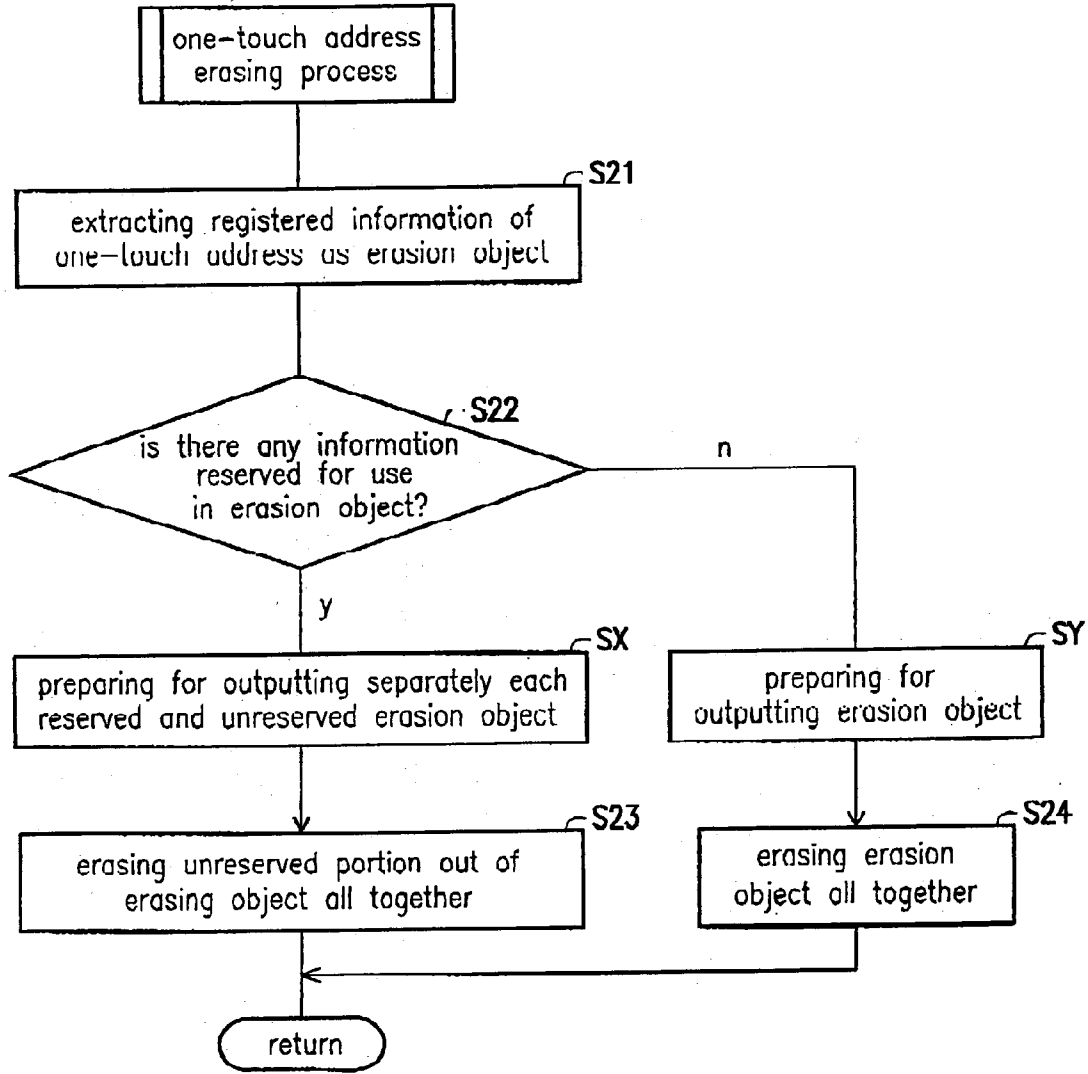 one-touch address
erasing process
S21
extracting registered information of
one-touch address as erasion object
S22
is there any information
reserved for use
in erasion object?
n
y
SX
preparing for outputting separately each
reserved and unreserved erasion object
SY
preparing for
outputting erasion object
S23
erasing unreserved portion out of
erasing object all together
S24
erasing erasion
object all together
return